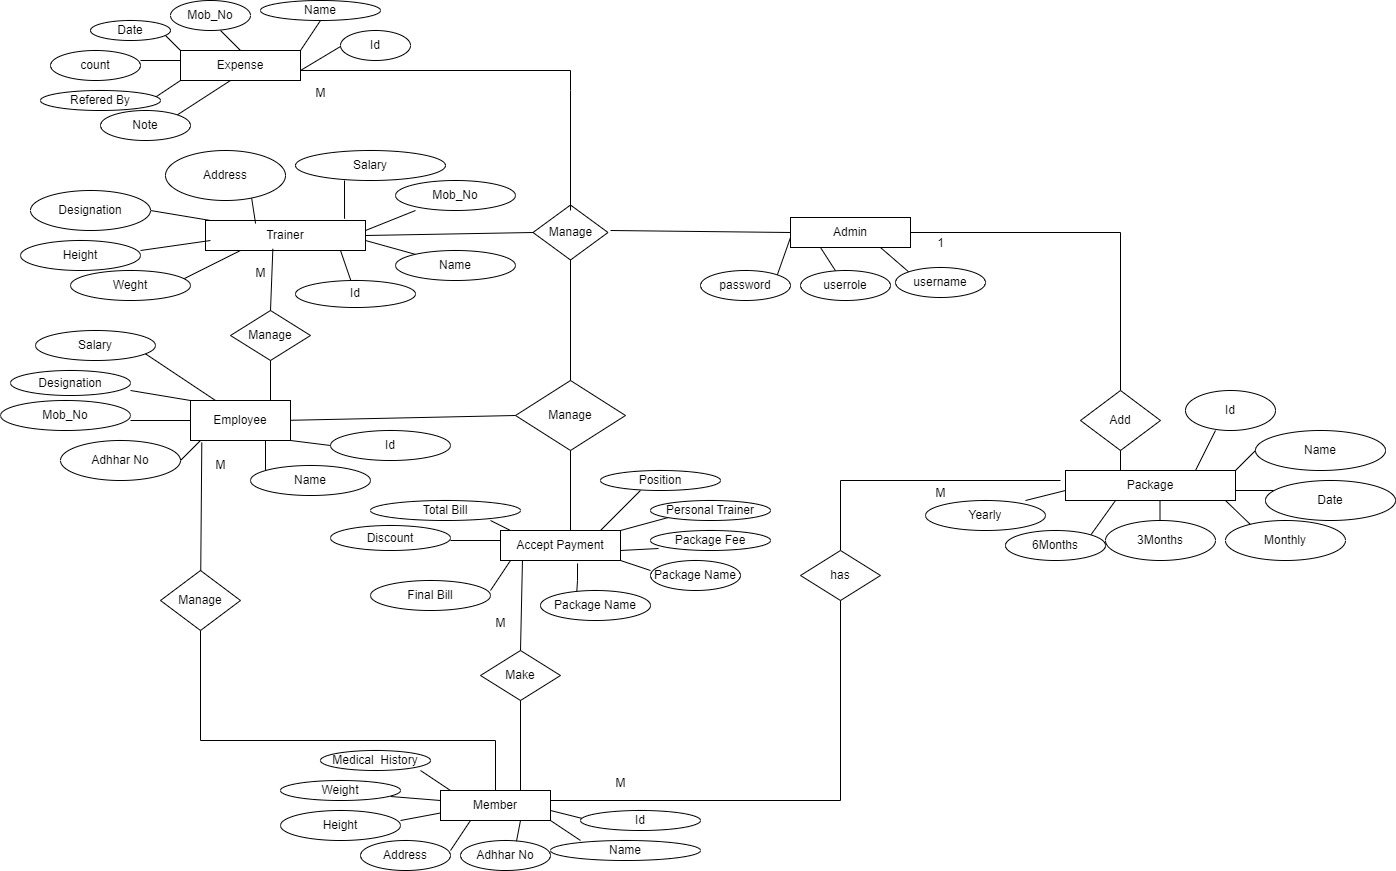 Name
Mob_No
Date
Id
Expense
count
M
Refered By
Note
Salary
Address
Mob_No
Designation
Trainer
Manage
Admin
1
Height
Name
M
Weght
Id
password
userrole
username
Manage
Salary
Designation
Mob_No
Employee
Manage
Add
Id
Adhhar No
Id
M
Name
Name
Position
Package
M
Date
Total Bill
Personal Trainer
Yearly
Discount
Accept Payment
Package Fee
6Months
3Months
Monthly
Package Name
has
Final Bill
Package Name
Manage
M
Make
Medical  History
M
Weight
Member
Id
Height
Address
Adhhar No
Name